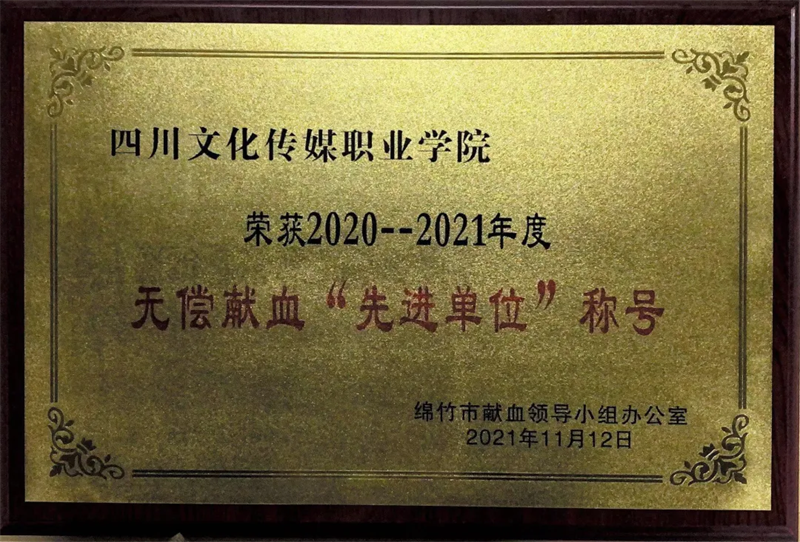 四川文化传媒职业学院
荣获2020--2021年度
无偿献血“先进单位”称号
绵竹市献血领导小组办公室
2021年11月12日